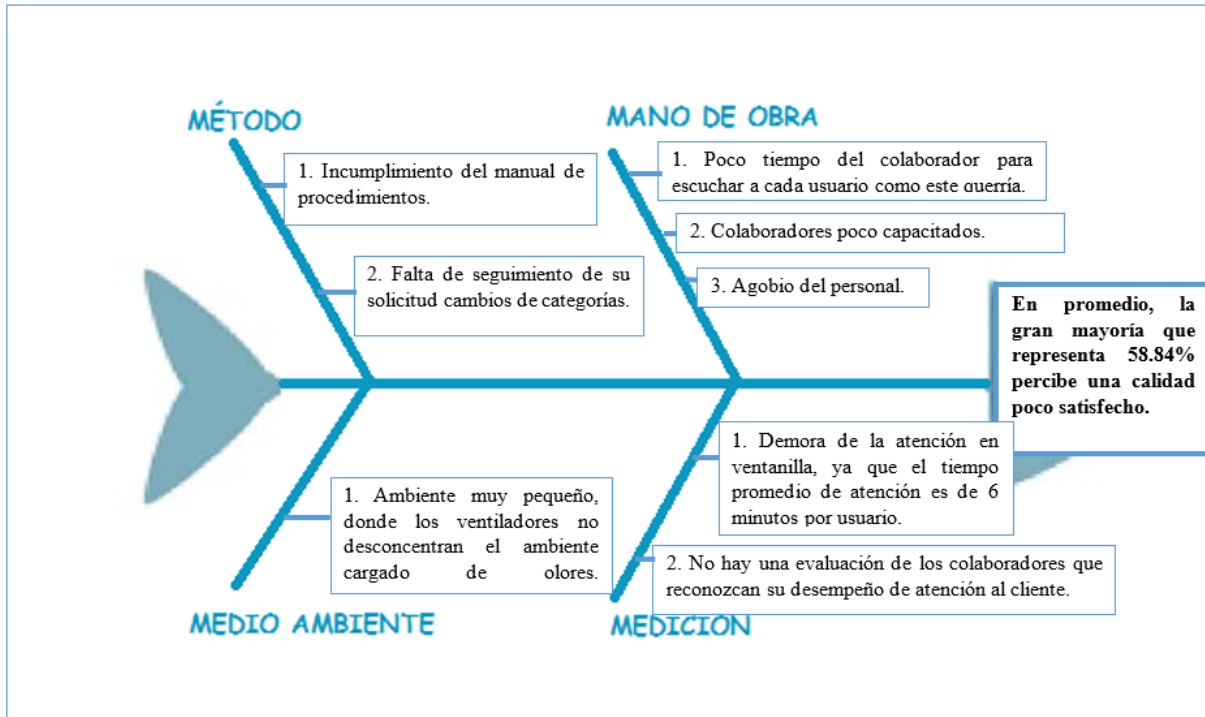 MÉTODO
1. Incumplimiento del manual de
procedimientos.
2. Falta de seguimiento de su
solicitud cambios de categorías.
MANO DE OBRA
1. Poco tiempo del colaborador para
escuchar a cada usuario como este querría.
2. Colaboradores poco capacitados.
3. Agobio del personal.
En promedio, la
gran mayoría que
representa 58.84%
percibe una calidad
poco satisfecho.
1. Ambiente muy pequeño,
donde los ventiladores no
desconcentran el ambiente
cargado de olores.
MEDIO AMBIENTE
1. Demora de la atención en
ventanilla, ya que el tiempo
promedio de atención es de 6
minutos por usuario.
2. No hay una evaluación de los colaboradores que
reconozcan su desempeño de atención al cliente.
MEDICION